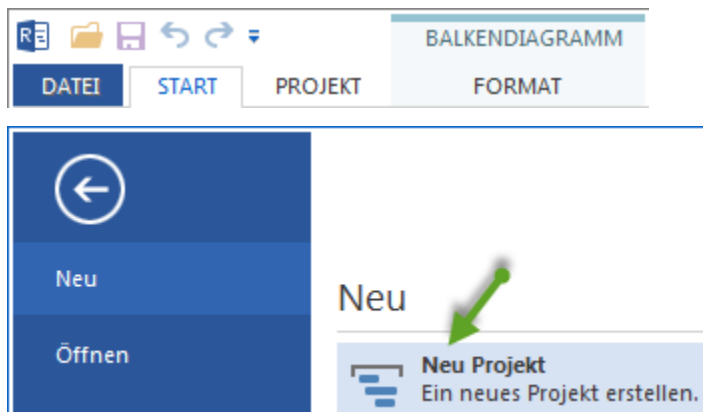 BALKENDIAGRAMM
DATEI START PROJEKT FORMAT
Neu
Neu
Öffnen
Neu Projekt
Ein neues Projekt erstellen.